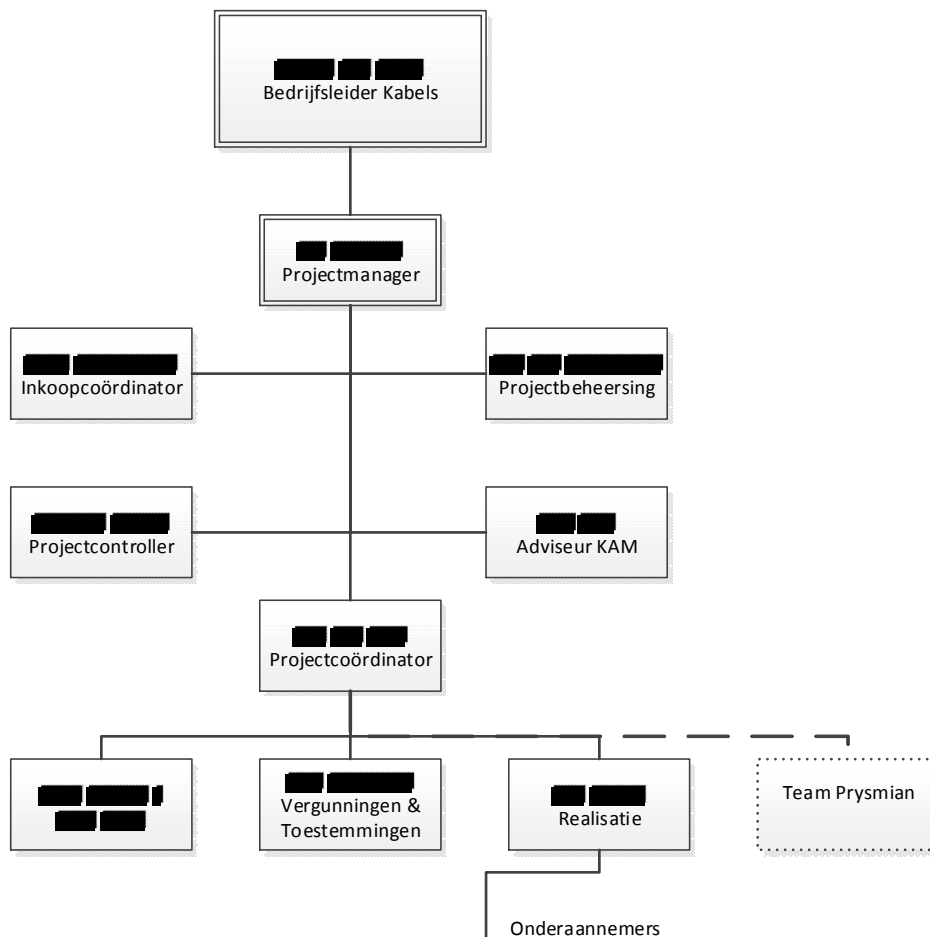 Bedrijfsleider Kabels
Projectmanager
Inkoopcoördinator
Projectbeheersing
Projectcontroller
Adviseur KAM
Projectcoördinator
Vergunningen &
Toestemmingen
Realisatie
Team Prysmian
Onderaannemers